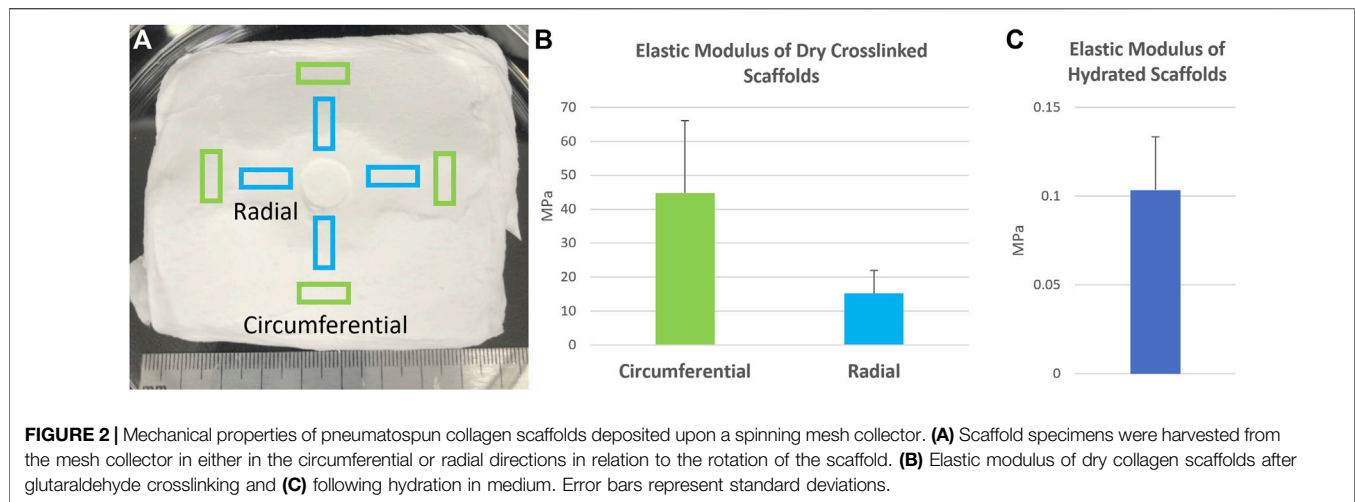 A
Radial
Circumferential
mm
B
Elastic Modulus of Dry Crosslinked
Scaffolds
70
60
50
40
30
20
10
0
MPa
Circumferential
Radial
C
Elastic Modulus of
Hydrated Scaffolds
0.15
0.1
0.05
0
MPa
FIGURE 2 | Mechanical properties of pneumatospun collagen scaffolds deposited upon a spinning mesh collector. (A) Scaffold specimens were harvested from
the mesh collector in either in the circumferential or radial directions in relation to the rotation of the scaffold. (B) Elastic modulus of dry collagen scaffolds after
glutaraldehyde crosslinking and (C) following hydration in medium. Error bars represent standard deviations.